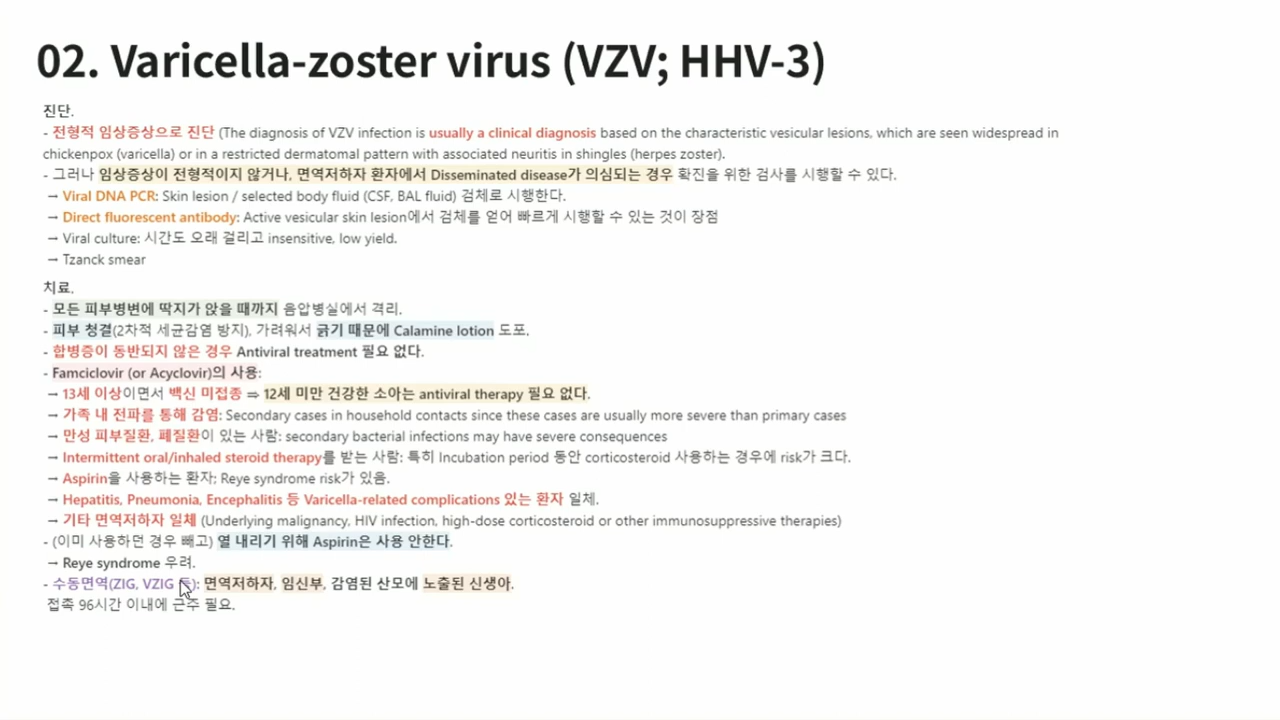 02. Varicella-zoster virus (VZV; HHV-3)
진단.
- 전형적 임상증상으로 진단 (The diagnosis of VZV infection is usually a clinical diagnosis based on the characteristic vesicular lesions, which are seen widespread in
chickenpox (varicella) or in a restricted dermatomal pattern with associated neuritis in shingles (herpes zoster).
- 그러나 임상증상이 전형적이지 않거나, 면역저하자 환자에서 Disseminated disease가 의심되는 경우 확진을 위한 검사를 시행할 수 있다.
→ Viral DNA PCR: Skin lesion / selected body fluid (CSF, BAL fluid) 검체로 시행한다.
→ Direct fluorescent antibody: Active vesicular skin lesion에서 검체를 얻어 빠르게 시행할 수 있는 것이 장점
→ Viral culture: 시간도 오래 걸리고 insensitive, low yield.
→ Tzanck smear
치료.
- 모든 피부병변에 딱지가 앉을 때까지 음압병실에서 격리.
- 피부 청결(2차적 세균감염 방지), 가려워서 긁기 때문에 Calamine lotion 도포.
- 합병증이 동반되지 않은 경우 Antiviral treatment 필요 없다.
- Famciclovir (or Acyclovir)의 사용:
→ 13세 이상이면서 백신 미접종 ⇒ 12세 미만 건강한 소아는 antiviral therapy 필요 없다.
→ 가족 내 전파를 통해 감염: Secondary cases in household contacts since these cases are usually more severe than primary cases
→ 만성 피부질환, 폐질환이 있는 사람: secondary bacterial infections may have severe consequences
→ Intermittent oral/inhaled steroid therapy를 받는 사람: 특히 Incubation period 동안 corticosteroid 사용하는 경우에 risk가 크다.
→ Aspirin을 사용하는 환자; Reye syndrome risk가 있음.
→ Hepatitis, Pneumonia, Encephalitis 등 Varicella-related complications 있는 환자 일체.
→ 기타 면역저하자 일체 (Underlying malignancy, HIV infection, high-dose corticosteroid or other immunosuppressive therapies)
- (이미 사용하던 경우 빼고) 열 내리기 위해 Aspirin은 사용 안한다.
→ Reye syndrome 우려.
- 수동면역(ZIG, VZIG 등): 면역저하자, 임신부, 감염된 산모에 노출된 신생아.
접촉 96시간 이내에 근주 필요.